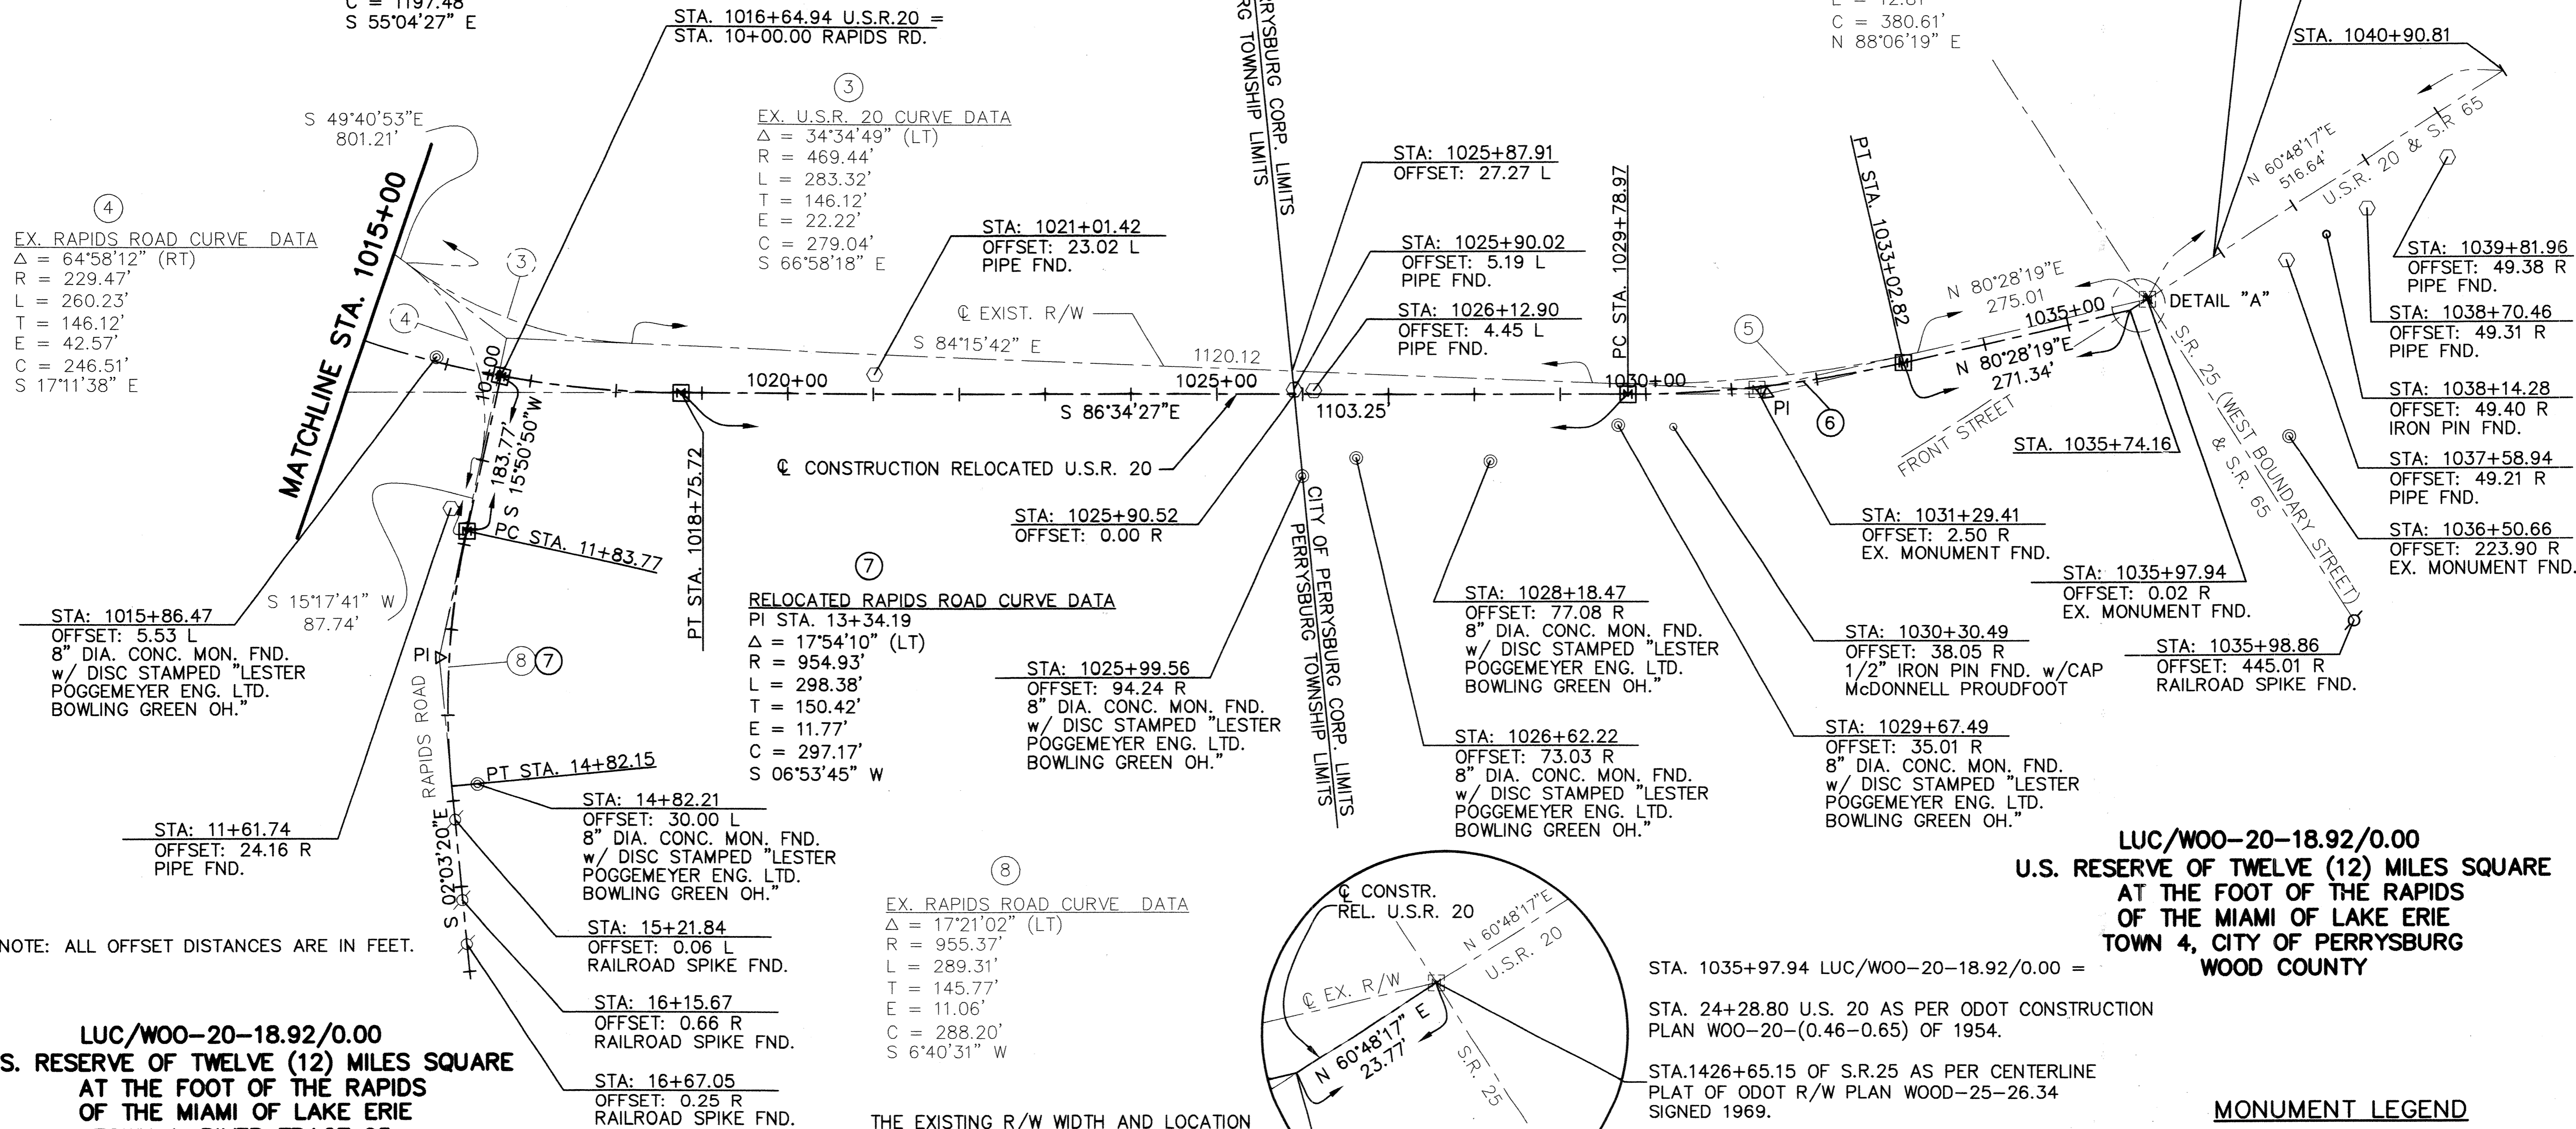 C = 1197.48'
S 55°04'27" E
STA. 1016+64.94 U.S.R.20 =
STA. 10+00.00 RAPIDS RD.
PERRYSBURG CORP. LIMITS
PERRYSBURG TOWNSHIP LIMITS
C = 380.61'
N 88°06'19" E
STA. 1040+90.81
S 49°40'53"E
801.21'
MATCHLINE STA. 1015+00
3
EX. U.S.R. 20 CURVE DATA
Δ = 34°34'49" (LT)
R = 469.44'
L = 283.32'
T = 146.12'
E = 22.22'
C = 279.04'
S 66°58'18" E
4
EX. RAPIDS ROAD CURVE DATA
Δ = 64°58'12" (RT)
R = 229.47'
L = 260.23'
T = 146.12'
E = 42.57'
C = 246.51'
S 17°11'38" E
3
4
STA: 1021+01.42
OFFSET: 23.02 L
PIPE FND.
STA: 1025+87.91
OFFSET: 27.27 L
STA: 1025+90.02
OFFSET: 5.19 L
PIPE FND.
STA: 1026+12.90
OFFSET: 4.45 L
PIPE FND.
℄ EXIST. R/W
S 84°15'42" E
1120.12
10+00
1020+00
1025+00
1030+00
1035+00
S 86°34'27"E
1103.25'
PC STA. 1029+78.97
PT STA. 1033+02.82
PI
5
6
N 80°28'19"E
275.01
N 80°28'19"E
271.34'
FRONT STREET
DETAIL "A"
N 60°48'17"E
516.64'
U.S.R. 20 & S.R 65
S.R. 25 (WEST BOUNDARY STREET)
& S.R. 65
STA. 1035+74.16
STA: 1039+81.96
OFFSET: 49.38 R
PIPE FND.
STA: 1038+70.46
OFFSET: 49.31 R
PIPE FND.
STA: 1038+14.28
OFFSET: 49.40 R
IRON PIN FND.
STA: 1037+58.94
OFFSET: 49.21 R
PIPE FND.
STA: 1036+50.66
OFFSET: 223.90 R
EX. MONUMENT FND.
183.77'
S 15°50'50"W
PC STA. 11+83.77
PT STA. 1018+75.72
℄ CONSTRUCTION RELOCATED U.S.R. 20
STA: 1025+90.52
OFFSET: 0.00 R
CITY OF PERRYSBURG CORP. LIMITS
PERRYSBURG TOWNSHIP LIMITS
STA: 1031+29.41
OFFSET: 2.50 R
EX. MONUMENT FND.
STA: 1035+97.94
OFFSET: 0.02 R
EX. MONUMENT FND.
STA: 1035+98.86
OFFSET: 445.01 R
RAILROAD SPIKE FND.
STA: 1030+30.49
OFFSET: 38.05 R
1/2" IRON PIN FND. w/CAP
McDONNELL PROUDFOOT
STA: 1028+18.47
OFFSET: 77.08 R
8" DIA. CONC. MON. FND.
w/ DISC STAMPED "LESTER
POGGEMEYER ENG. LTD.
BOWLING GREEN OH."
STA: 1029+67.49
OFFSET: 35.01 R
8" DIA. CONC. MON. FND.
w/ DISC STAMPED "LESTER
POGGEMEYER ENG. LTD.
BOWLING GREEN OH."
STA: 1026+62.22
OFFSET: 73.03 R
8" DIA. CONC. MON. FND.
w/ DISC STAMPED "LESTER
POGGEMEYER ENG. LTD.
BOWLING GREEN OH."
STA: 1025+99.56
OFFSET: 94.24 R
8" DIA. CONC. MON. FND.
w/ DISC STAMPED "LESTER
POGGEMEYER ENG. LTD.
BOWLING GREEN OH."
7
RELOCATED RAPIDS ROAD CURVE DATA
PI STA. 13+34.19
Δ = 17°54'10" (LT)
R = 954.93'
L = 298.38'
T = 150.42'
E = 11.77'
C = 297.17'
S 06°53'45" W
S 15°17'41" W
87.74'
STA: 1015+86.47
OFFSET: 5.53 L
8" DIA. CONC. MON. FND.
w/ DISC STAMPED "LESTER
POGGEMEYER ENG. LTD.
BOWLING GREEN OH."
PI
8
7
RAPIDS ROAD
S 02°03'20"E
PT STA. 14+82.15
STA: 14+82.21
OFFSET: 30.00 L
8" DIA. CONC. MON. FND.
w/ DISC STAMPED "LESTER
POGGEMEYER ENG. LTD.
BOWLING GREEN OH."
STA: 11+61.74
OFFSET: 24.16 R
PIPE FND.
STA: 15+21.84
OFFSET: 0.06 L
RAILROAD SPIKE FND.
STA: 16+15.67
OFFSET: 0.66 R
RAILROAD SPIKE FND.
STA: 16+67.05
OFFSET: 0.25 R
RAILROAD SPIKE FND.
NOTE: ALL OFFSET DISTANCES ARE IN FEET.
8
EX. RAPIDS ROAD CURVE DATA
Δ = 17°21'02" (LT)
R = 955.37'
L = 289.31'
T = 145.77'
E = 11.06'
C = 288.20'
S 6°40'31" W
THE EXISTING R/W WIDTH AND LOCATION
℄ CONSTR.
REL. U.S.R. 20
N 60°48'17"E
U.S.R. 20
℄ EX. R/W
N 60°48'17" E
23.77'
S.R. 25
STA. 1035+97.94 LUC/WOO-20-18.92/0.00 =
STA. 24+28.80 U.S. 20 AS PER ODOT CONSTRUCTION
PLAN WOO-20-(0.46-0.65) OF 1954.
STA.1426+65.15 OF S.R.25 AS PER CENTERLINE
PLAT OF ODOT R/W PLAN WOOD-25-26.34
SIGNED 1969.
LUC/WOO-20-18.92/0.00
U.S. RESERVE OF TWELVE (12) MILES SQUARE
AT THE FOOT OF THE RAPIDS
OF THE MIAMI OF LAKE ERIE
TOWN 4, CITY OF PERRYSBURG
WOOD COUNTY
LUC/WOO-20-18.92/0.00
S. RESERVE OF TWELVE (12) MILES SQUARE
AT THE FOOT OF THE RAPIDS
OF THE MIAMI OF LAKE ERIE
MONUMENT LEGEND